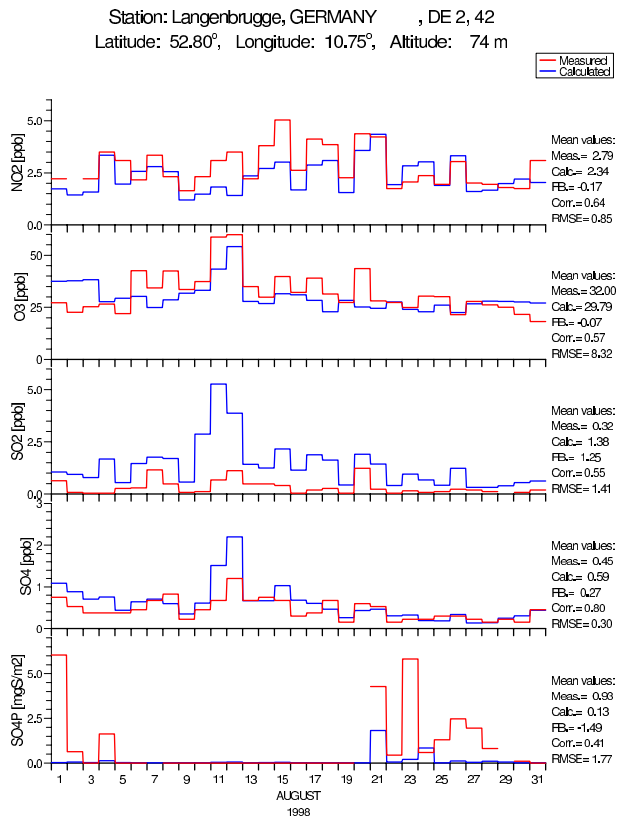 Station: Langenbrugge, GERMANY , DE 2, 42
Latitude: 52.80°, Longitude: 10.75°, Altitude: 74 m
Measured
Calculated
NO2 [ppb]
5.0
2.5
0.0
Mean values:
Meas.= 2.79
Calc.= 2.34
FB.= -0.17
Corr.= 0.64
RMSE= 0.85
O3 [ppb]
50
25
0
Mean values:
Meas.= 32.00
Calc.= 29.79
FB.= -0.07
Corr.= 0.57
RMSE= 8.32
SO2 [ppb]
5.0
2.5
0.0
Mean values:
Meas.= 0.32
Calc.= 1.38
FB.= 1.25
Corr.= 0.55
RMSE= 1.41
SO4 [ppb]
3
2
1
0
Mean values:
Meas.= 0.45
Calc.= 0.59
FB.= 0.27
Corr.= 0.80
RMSE= 0.30
SO4P [mgS/m2]
5.0
2.5
0.0
Mean values:
Meas.= 0.93
Calc.= 0.13
FB.= -1.49
Corr.= 0.41
RMSE= 1.77
1 3 5 7 9 11 13 15 17 19 21 23 25 27 29 31
AUGUST
1998